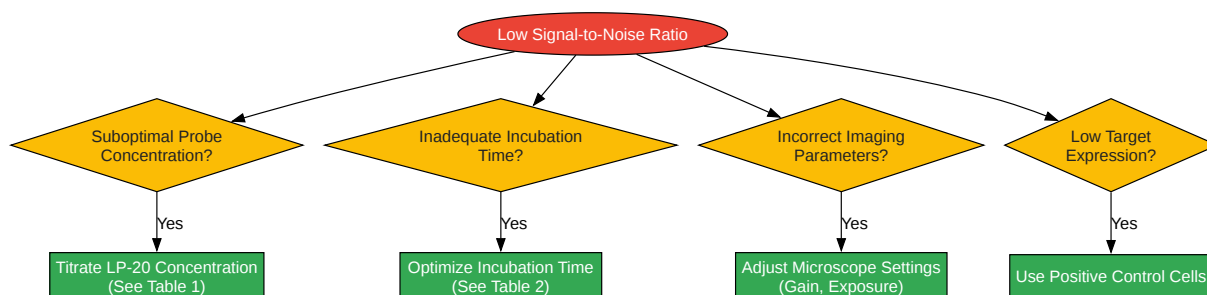 Low Signal-to-Noise Ratio
Suboptimal Probe
Concentration?
Inadequate Incubation
Time?
Incorrect Imaging
Parameters?
Low Target
Expression?
Yes
Yes
Yes
Yes
Titrate LP-20 Concentration
(See Table 1)
Optimize Incubation Time
(See Table 2)
Adjust Microscope Settings
(Gain, Exposure)
Use Positive Control Cells